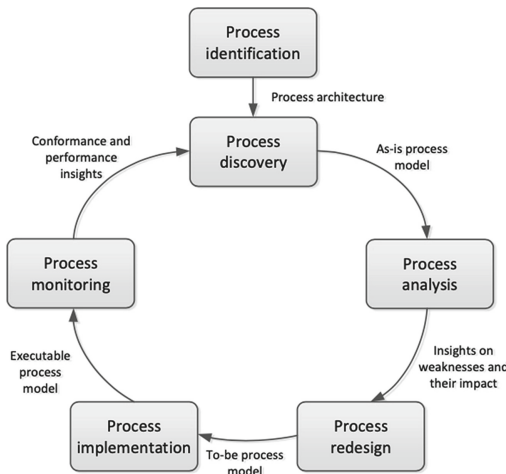 Process
identification
Process architecture
Process
discovery
Conformance and
performance
insights
As-is process
model
Process
monitoring
Process
analysis
Executable
process
model
Insights on
weaknesses and
their impact
Process
implementation
To-be process
model
Process
redesign